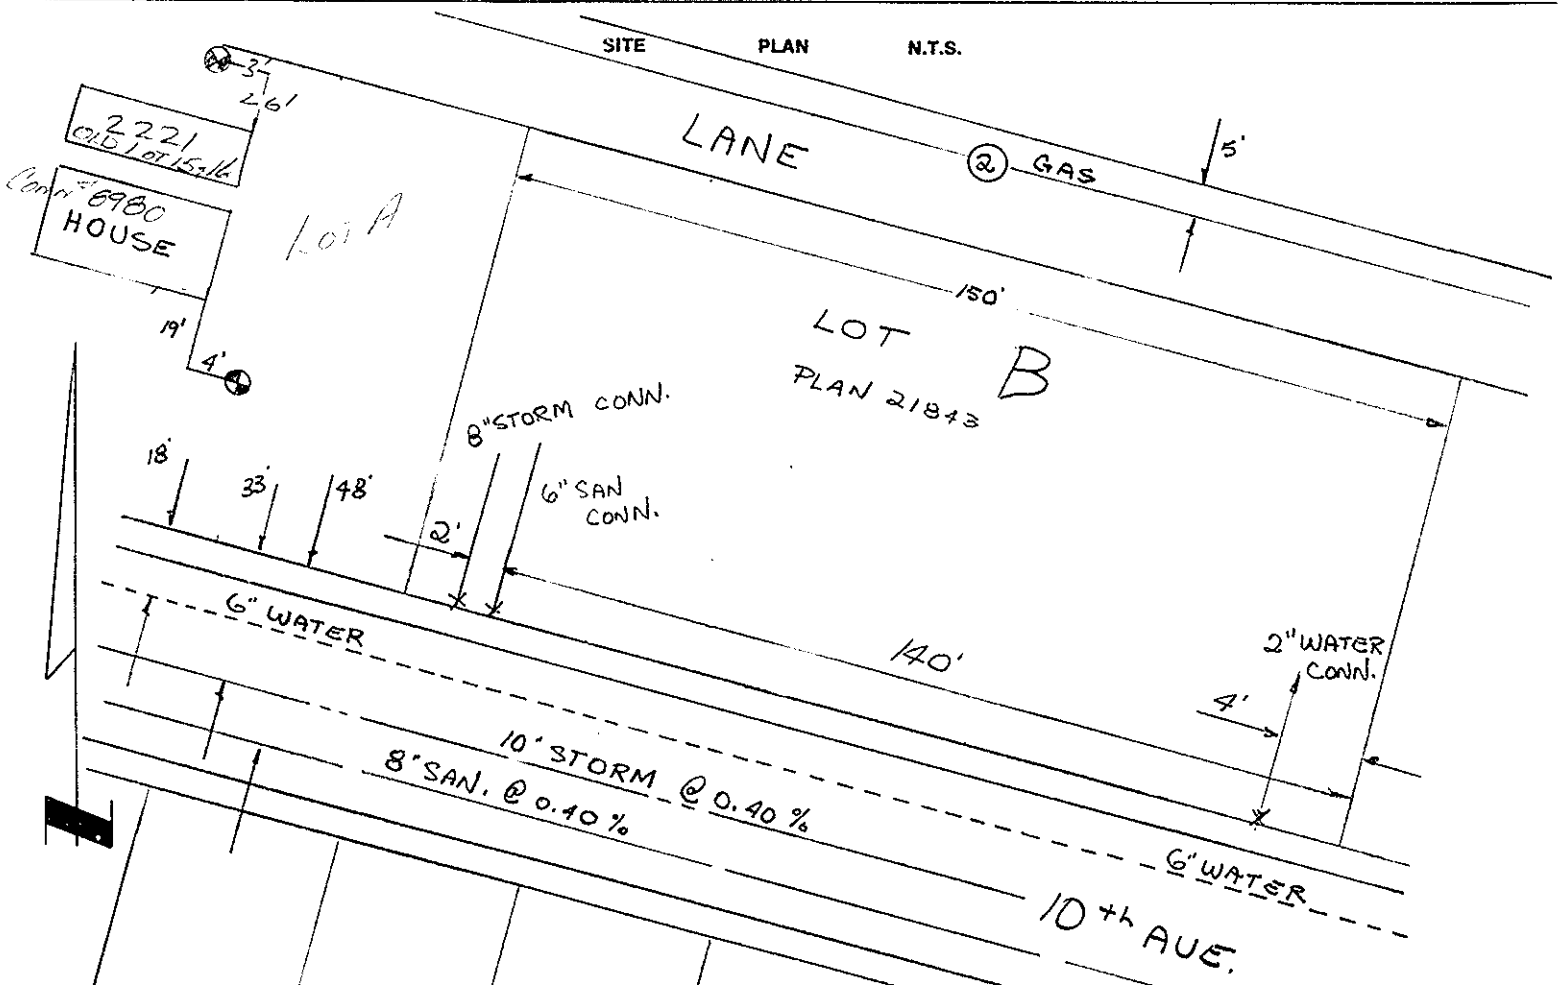 SITE PLAN N.T.S.
3'
26'
2221
OLD LOT 15+16
Conn # 6980
HOUSE
LOT A
LANE
② GAS
5'
150'
19'
4'
LOT B
PLAN 21843
8" STORM CONN.
6" SAN
CONN.
18'
33'
48'
2'
6" WATER
140'
2" WATER
CONN.
4'
10" STORM @ 0.40 %
8" SAN. @ 0.40 %
6" WATER
10th AVE.